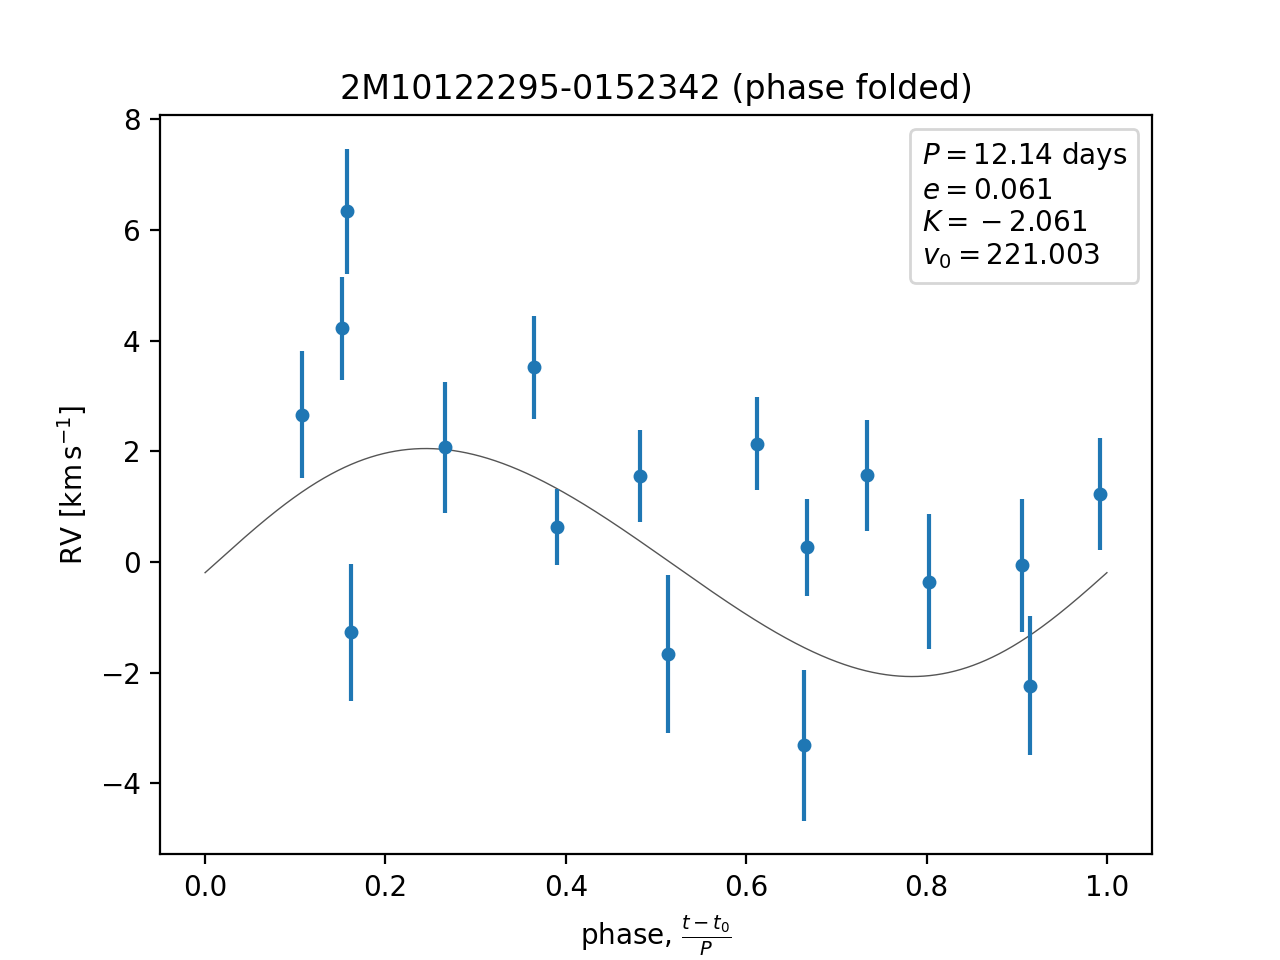 2M10122295-0152342 (phase folded)
P = 12.14 days
e = 0.061
K = −2.061
v₀ = 221.003
8
6
4
2
0
−2
−4
RV [km s⁻¹]
0.0 0.2 0.4 0.6 0.8 1.0
phase, (t − t₀)/P